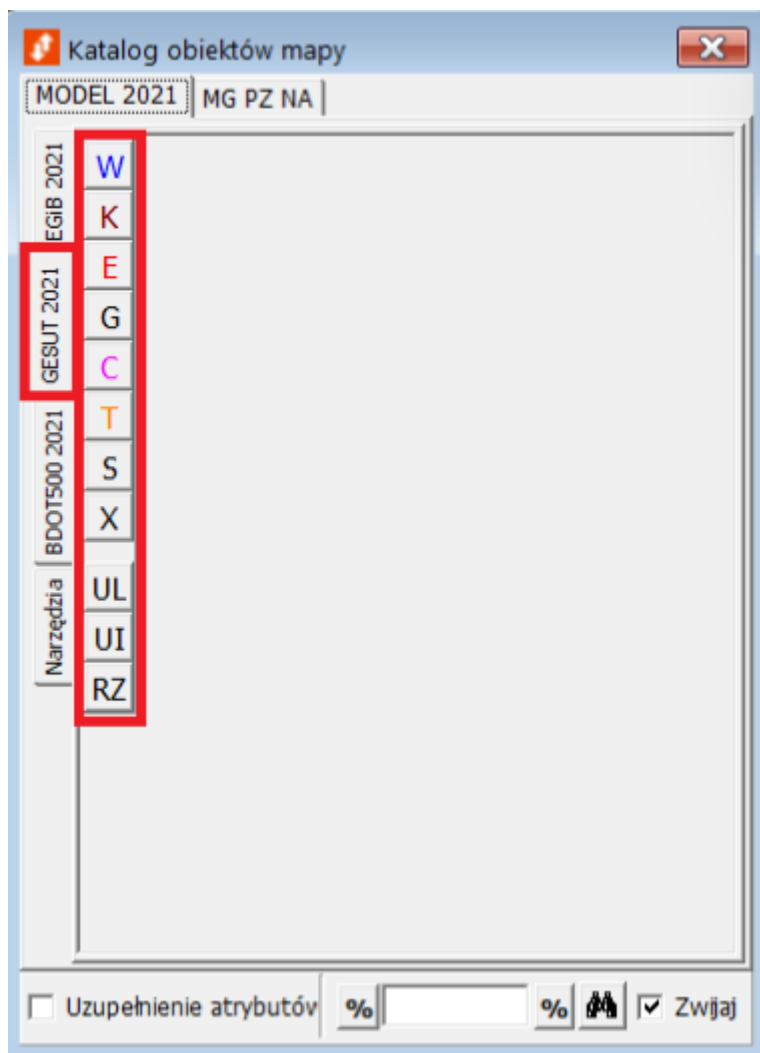 Katalog obiektów mapy
MODEL 2021 MG PZ NA
EGiB 2021
GESUT 2021
BDOT500 2021
Narzędzia
W
K
E
G
C
T
S
X
UL
UI
RZ
Uzupełnienie atrybutów % % Zwijaj